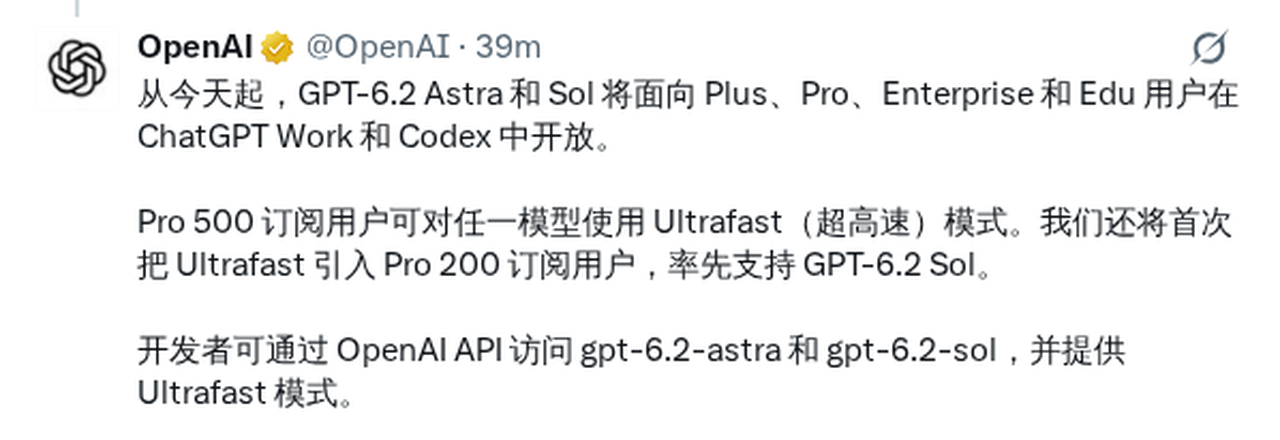 OpenAI @OpenAI · 39m
从今天起，GPT-6.2 Astra 和 Sol 将面向 Plus、Pro、Enterprise 和 Edu 用户在
ChatGPT Work 和 Codex 中开放。
Pro 500 订阅用户可对任一模型使用 Ultrafast（超高速）模式。我们还将首次
把 Ultrafast 引入 Pro 200 订阅用户，率先支持 GPT-6.2 Sol。
开发者可通过 OpenAI API 访问 gpt-6.2-astra 和 gpt-6.2-sol，并提供
Ultrafast 模式。